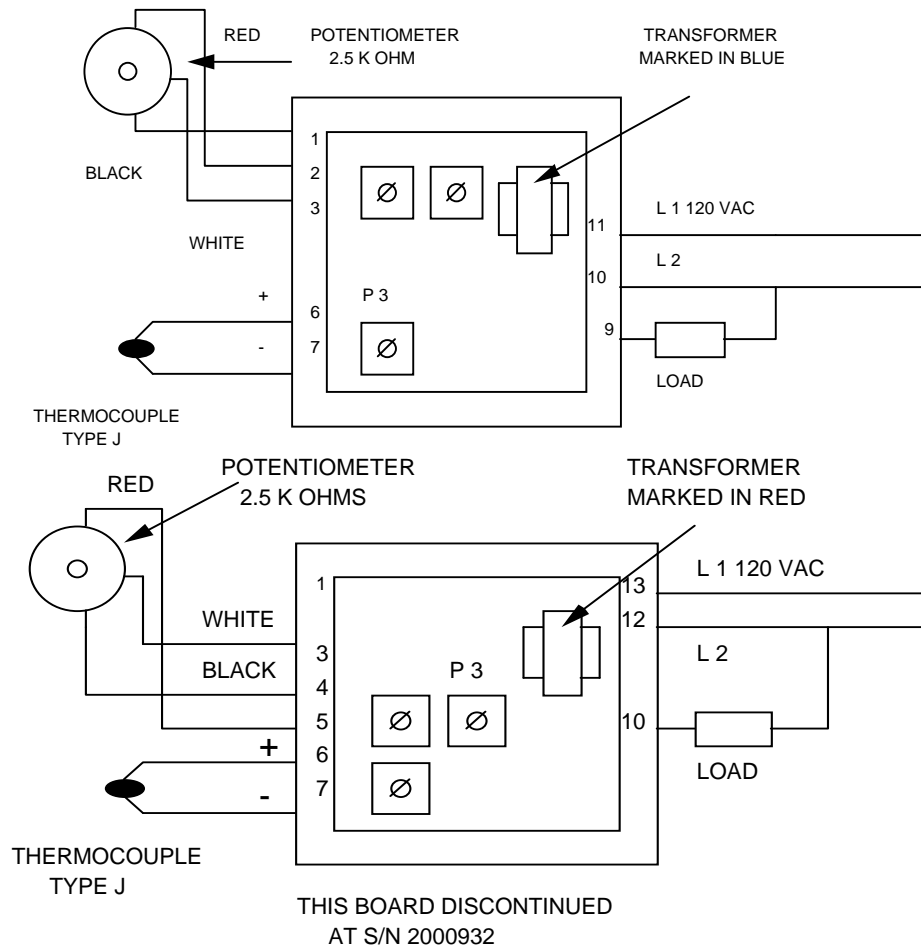 RED
POTENTIOMETER
2.5 K OHM
TRANSFORMER
MARKED IN BLUE
1
BLACK
2
3
WHITE
L 1 120 VAC
11
L 2
10
+
P 3
6
9
-
7
LOAD
THERMOCOUPLE
TYPE J
POTENTIOMETER
2.5 K OHMS
RED
TRANSFORMER
MARKED IN RED
1
13
L 1 120 VAC
WHITE
12
3
L 2
BLACK
P 3
4
5
10
+
6
7
-
LOAD
THERMOCOUPLE
TYPE J
THIS BOARD DISCONTINUED
AT S/N 2000932